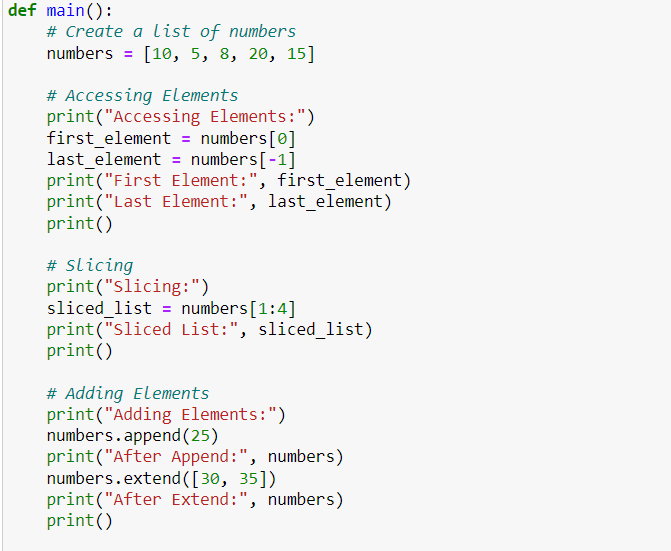 def main():
    # Create a list of numbers
    numbers = [10, 5, 8, 20, 15]

    # Accessing Elements
    print("Accessing Elements:")
    first_element = numbers[0]
    last_element = numbers[-1]
    print("First Element:", first_element)
    print("Last Element:", last_element)
    print()

    # Slicing
    print("Slicing:")
    sliced_list = numbers[1:4]
    print("Sliced List:", sliced_list)
    print()

    # Adding Elements
    print("Adding Elements:")
    numbers.append(25)
    print("After Append:", numbers)
    numbers.extend([30, 35])
    print("After Extend:", numbers)
    print()